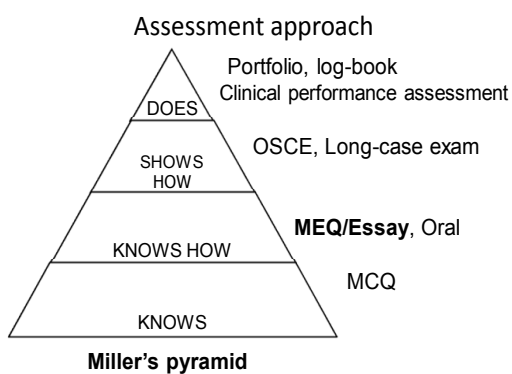 Assessment approach
Portfolio, log-book
Clinical performance assessment
DOES
OSCE, Long-case exam
SHOWS
HOW
MEQ/Essay, Oral
KNOWS HOW
MCQ
KNOWS
Miller's pyramid